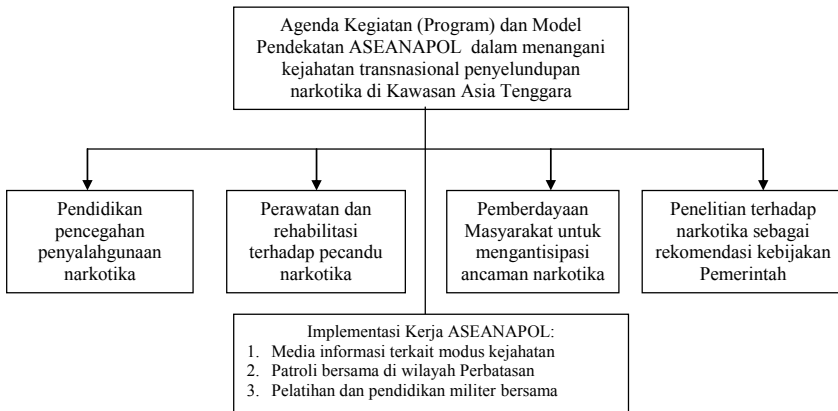 Agenda Kegiatan (Program) dan Model
Pendekatan ASEANAPOL dalam menangani
kejahatan transnasional penyelundupan
narkotika di Kawasan Asia Tenggara
Pendidikan
pencegahan
penyalahgunaan
narkotika
Perawatan dan
rehabilitasi
terhadap pecandu
narkotika
Pemberdayaan
Masyarakat untuk
mengantisipasi
ancaman narkotika
Penelitian terhadap
narkotika sebagai
rekomendasi kebijakan
Pemerintah
Implementasi Kerja ASEANAPOL:
1. Media informasi terkait modus kejahatan
2. Patroli bersama di wilayah Perbatasan
3. Pelatihan dan pendidikan militer bersama